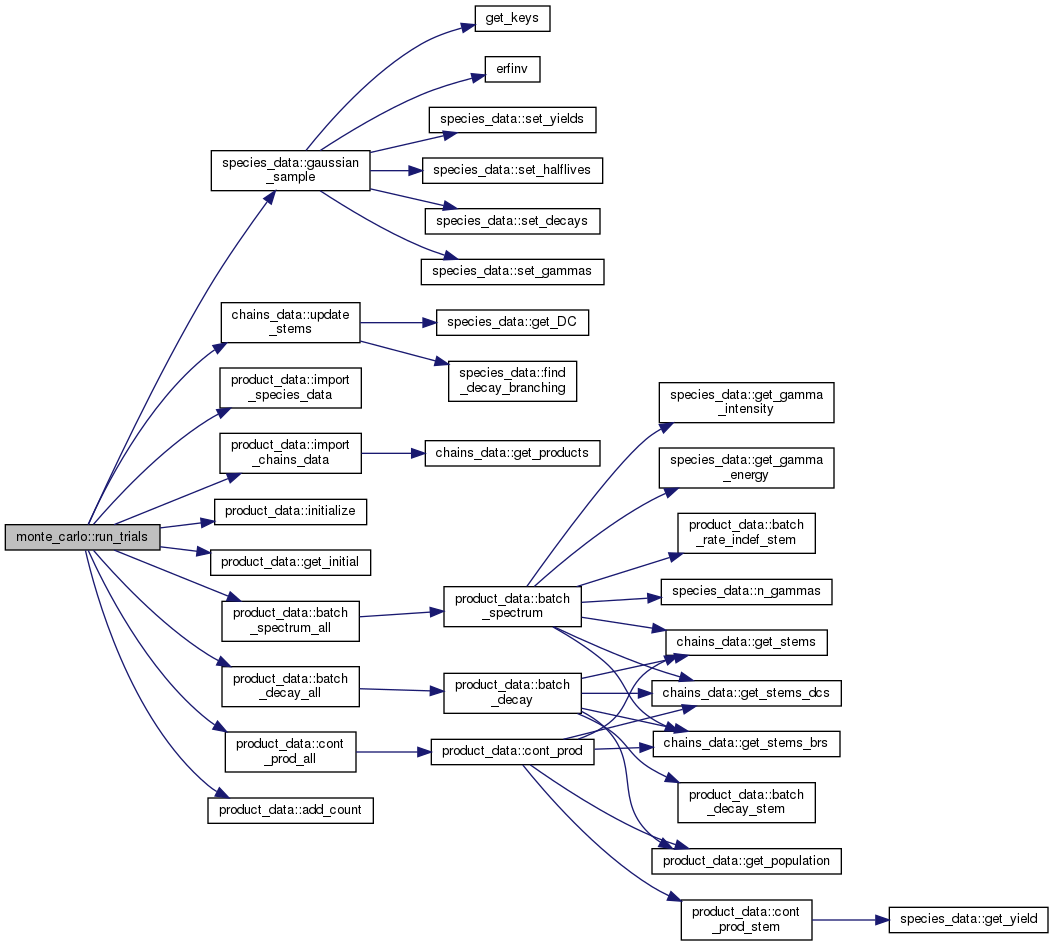 get_keys
erfinv
species_data::set_yields
species_data::gaussian
_sample
species_data::set_halflives
species_data::set_decays
species_data::set_gammas
chains_data::update
_stems
species_data::get_DC
species_data::find
_decay_branching
product_data::import
_species_data
product_data::import
_chains_data
chains_data::get_products
product_data::initialize
monte_carlo::run_trials
product_data::get_initial
product_data::batch
_spectrum_all
product_data::batch
_spectrum
species_data::get_gamma
_intensity
species_data::get_gamma
_energy
product_data::batch
_rate_indef_stem
species_data::n_gammas
chains_data::get_stems
product_data::batch
_decay_all
product_data::batch
_decay
chains_data::get_stems_dcs
product_data::cont
_prod_all
product_data::cont_prod
chains_data::get_stems_brs
product_data::batch
_decay_stem
product_data::add_count
product_data::get_population
product_data::cont
_prod_stem
species_data::get_yield